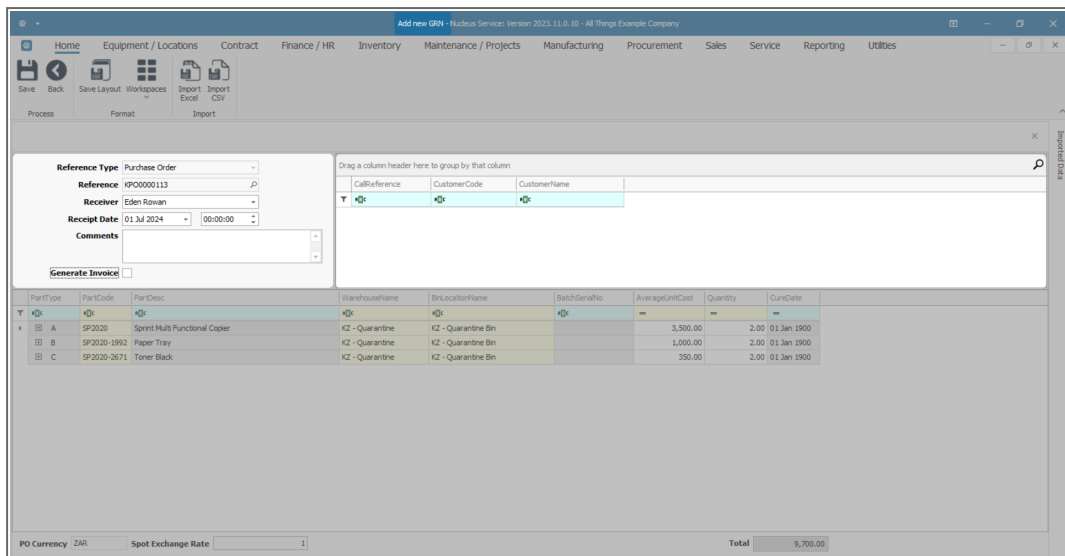 Add new GRN - Nucleus Service: Version 2023.11.0.10 - All Things Example Company
Home Equipment / Locations Contract Finance / HR Inventory Maintenance / Projects Manufacturing Procurement Sales Service Reporting Utilities
Save Back Save Layout Workspaces Import Excel Import CSV
Process Format Import
Imported Data
Reference Type Purchase Order
Reference KPO0000113
Receiver Eden Rowan
Receipt Date 01 Jul 2024 00:00:00
Comments
Generate Invoice
Drag a column header here to group by that column
CallReference CustomerCode CustomerName
PartType PartCode PartDesc WarehouseName BinLocationName BatchSerialNo AverageUnitCost Quantity CureDate
A SP2020 Sprint Multi Functional Copier KZ - Quarantine KZ - Quarantine Bin 3,500.00 2.00 01 Jan 1900
B SP2020-1992 Paper Tray KZ - Quarantine KZ - Quarantine Bin 1,000.00 2.00 01 Jan 1900
C SP2020-2671 Toner Black KZ - Quarantine KZ - Quarantine Bin 350.00 2.00 01 Jan 1900
PO Currency ZAR Spot Exchange Rate 1 Total 9,700.00